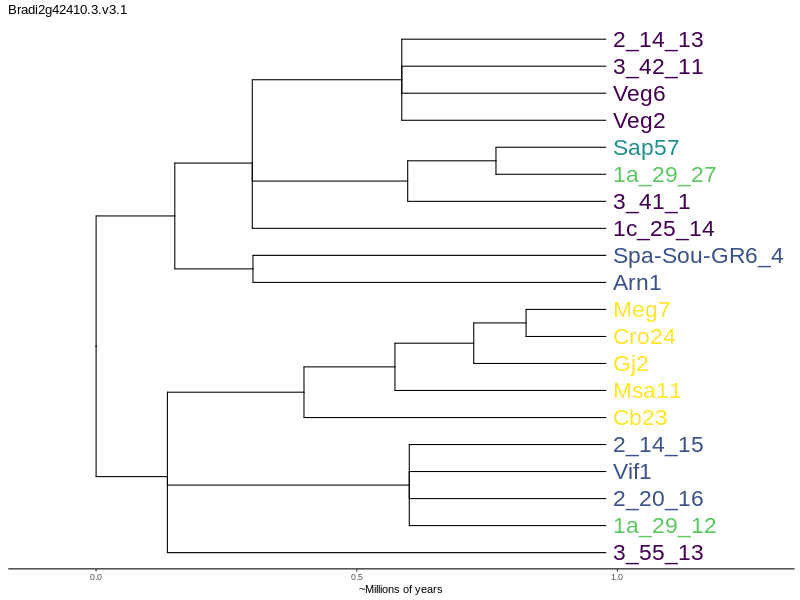 Bradi2g42410.3.v3.1
2_14_13
3_42_11
Veg6
Veg2
Sap57
1a_29_27
3_41_1
1c_25_14
Spa-Sou-GR6_4
Arn1
Meg7
Cro24
Gj2
Msa11
Cb23
2_14_15
Vif1
2_20_16
1a_29_12
3_55_13
0.0 0.5 1.0
~Millions of years